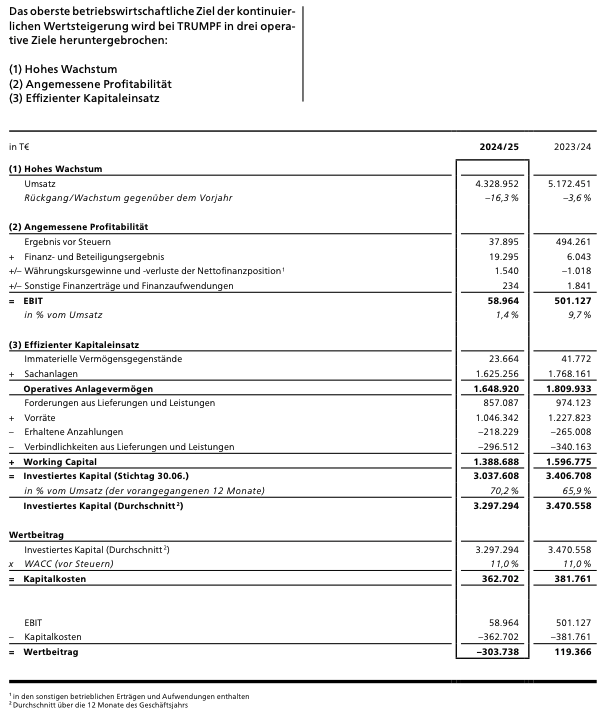 Das oberste betriebswirtschaftliche Ziel der kontinuier-
lichen Wertsteigerung wird bei TRUMPF in drei opera-
tive Ziele heruntergebrochen:
(1) Hohes Wachstum
(2) Angemessene Profitabilität
(3) Effizienter Kapitaleinsatz
in T€ 2024/25 2023/24
(1) Hohes Wachstum
Umsatz 4.328.952 5.172.451
Rückgang/Wachstum gegenüber dem Vorjahr –16,3 % –3,6 %
(2) Angemessene Profitabilität
Ergebnis vor Steuern 37.895 494.261
+ Finanz- und Beteiligungsergebnis 19.295 6.043
+/– Währungskursgewinne und -verluste der Nettofinanzposition¹ 1.540 –1.018
+/– Sonstige Finanzerträge und Finanzaufwendungen 234 1.841
= EBIT 58.964 501.127
in % vom Umsatz 1,4 % 9,7 %
(3) Effizienter Kapitaleinsatz
Immaterielle Vermögensgegenstände 23.664 41.772
+ Sachanlagen 1.625.256 1.768.161
Operatives Anlagevermögen 1.648.920 1.809.933
Forderungen aus Lieferungen und Leistungen 857.087 974.123
+ Vorräte 1.046.342 1.227.823
– Erhaltene Anzahlungen –218.229 –265.008
– Verbindlichkeiten aus Lieferungen und Leistungen –296.512 –340.163
+ Working Capital 1.388.688 1.596.775
= Investiertes Kapital (Stichtag 30.06.) 3.037.608 3.406.708
in % vom Umsatz (der vorangegangenen 12 Monate) 70,2 % 65,9 %
Investiertes Kapital (Durchschnitt²) 3.297.294 3.470.558
Wertbeitrag
Investiertes Kapital (Durchschnitt²) 3.297.294 3.470.558
x WACC (vor Steuern) 11,0 % 11,0 %
= Kapitalkosten 362.702 381.761
EBIT 58.964 501.127
– Kapitalkosten –362.702 –381.761
= Wertbeitrag –303.738 119.366
¹ in den sonstigen betrieblichen Erträgen und Aufwendungen enthalten
² Durchschnitt über die 12 Monate des Geschäftsjahrs